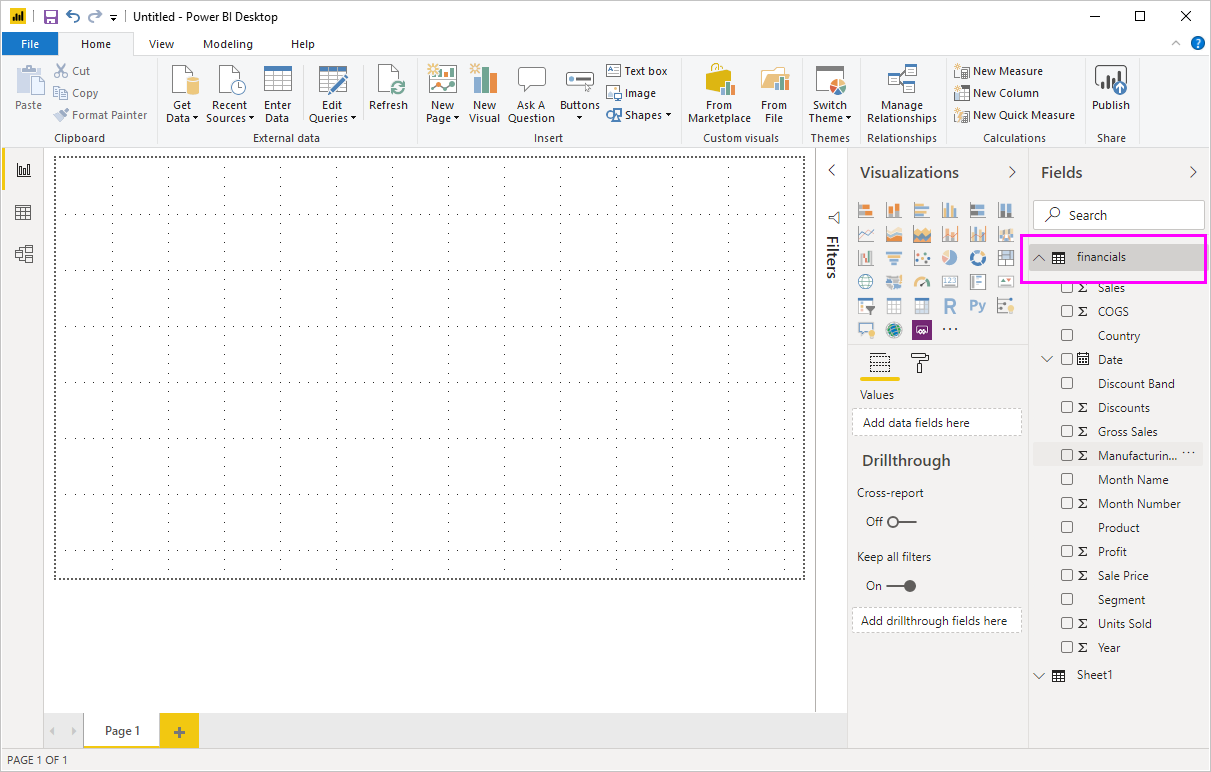 Untitled - Power BI Desktop
File Home View Modeling Help
?
Paste
Cut
Copy
Format Painter
Clipboard
Get Data
Recent Sources
Enter Data
Edit Queries
Refresh
External data
New Page
New Visual
Ask A Question
Buttons
Text box
Image
Shapes
Insert
From Marketplace
From File
Custom visuals
Switch Theme
Themes
Manage Relationships
Relationships
New Measure
New Column
New Quick Measure
Calculations
Publish
Share
Filters
Visualizations
123
R
Py
...
Values
Add data fields here
Drillthrough
Cross-report
Off
Keep all filters
On
Add drillthrough fields here
Fields
Search
financials
Σ Sales
Σ COGS
Country
Date
Discount Band
Σ Discounts
Σ Gross Sales
Σ Manufacturin... ...
Month Name
Σ Month Number
Product
Σ Profit
Σ Sale Price
Segment
Σ Units Sold
Σ Year
Sheet1
Page 1 +
PAGE 1 OF 1